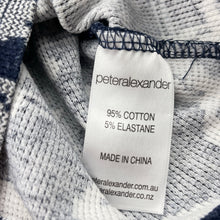 peteralexander
95% COTTON
5% ELASTANE
MADE IN CHINA
peteralexander.com.au
peteralexander.co.nz